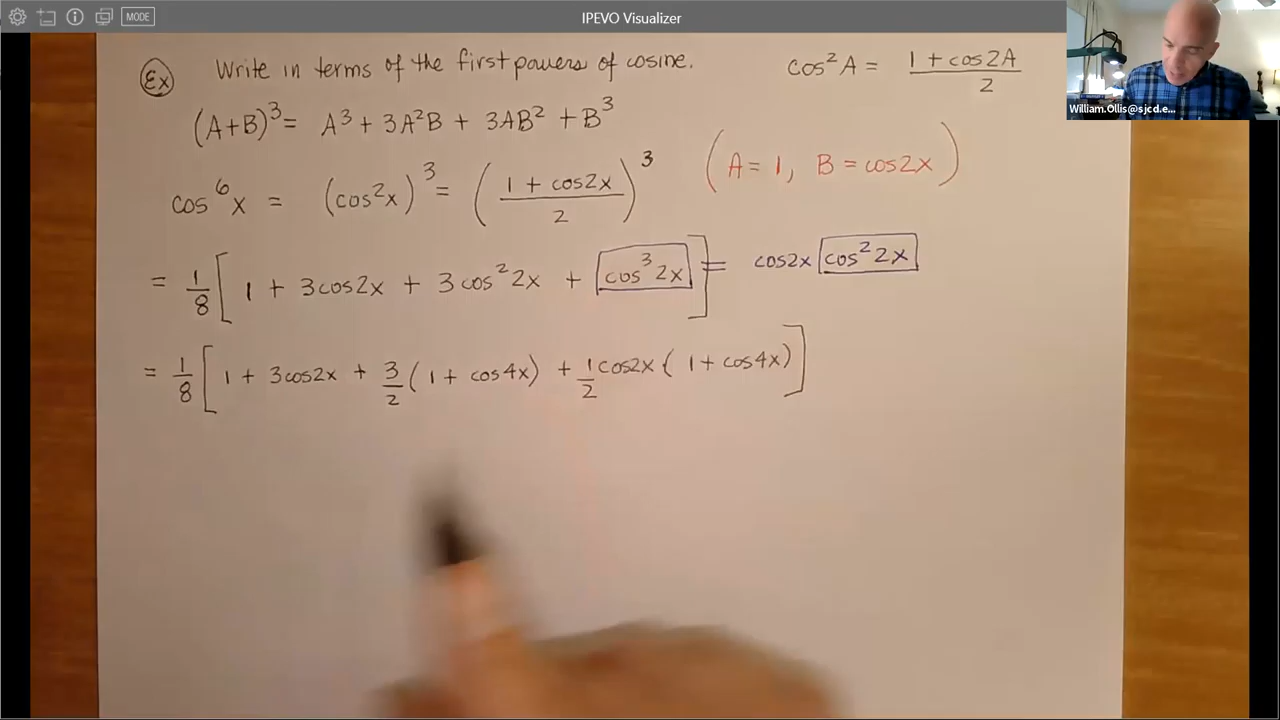 MODE
IPEVO Visualizer
Ex Write in terms of the first powers of cosine. cos²A = (1 + cos2A)/2
William.Ollis@sjcd.e...
(A+B)³ = A³ + 3A²B + 3AB² + B³
(A = 1, B = cos2x)
cos⁶x = (cos²x)³ = ((1 + cos2x)/2)³
= 1/8 [1 + 3cos2x + 3cos²2x + cos³2x] = cos2x cos²2x
= 1/8 [1 + 3cos2x + 3/2 (1 + cos4x) + 1/2 cos2x (1 + cos4x)]